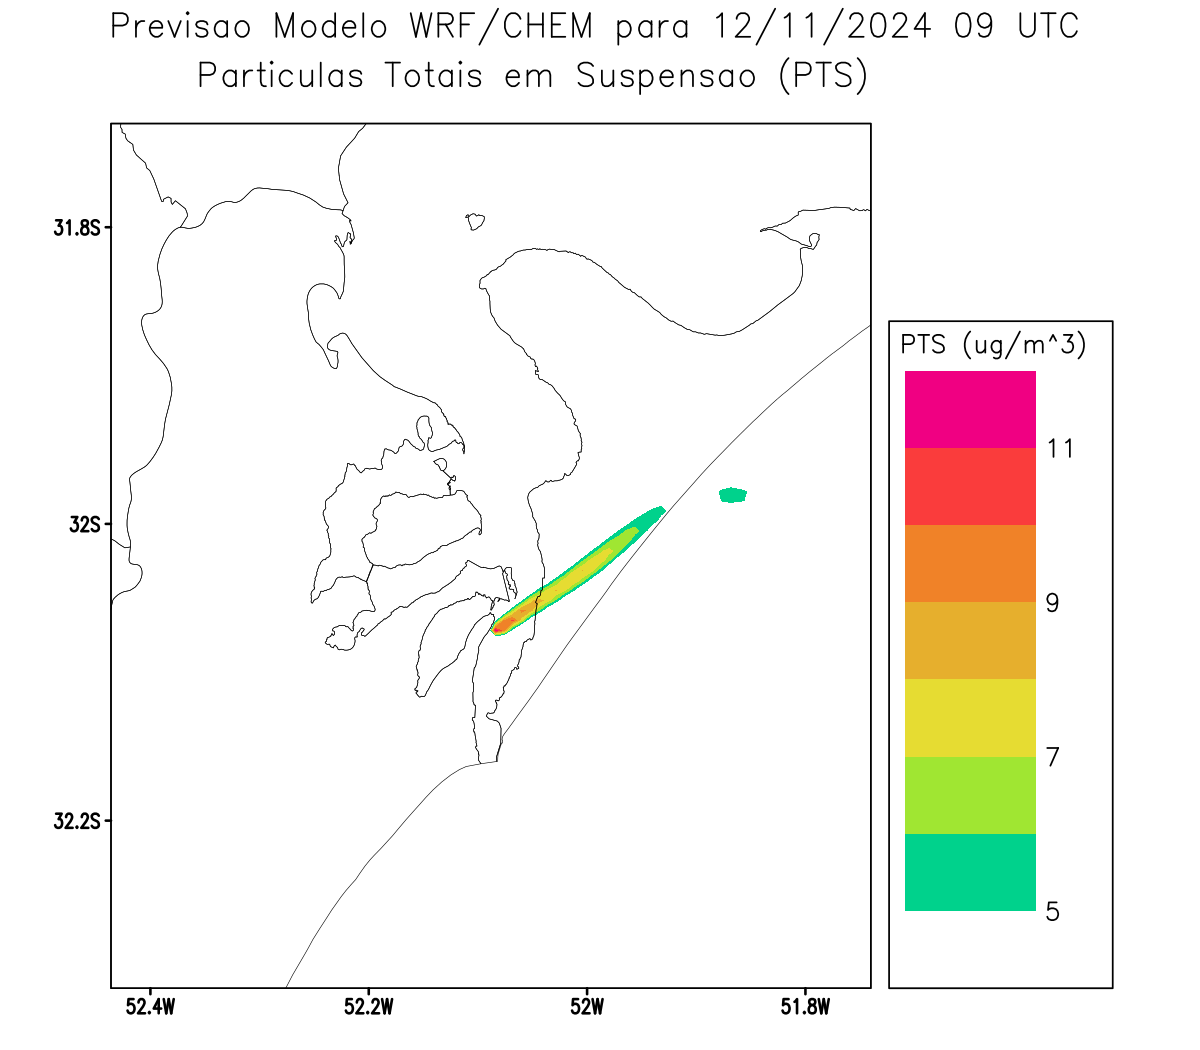 Previsao Modelo WRF/CHEM para 12/11/2024 09 UTC
Particulas Totais em Suspensao (PTS)
31.8S
32S
32.2S
52.4W
52.2W
52W
51.8W
PTS (ug/m^3)
11
9
7
5